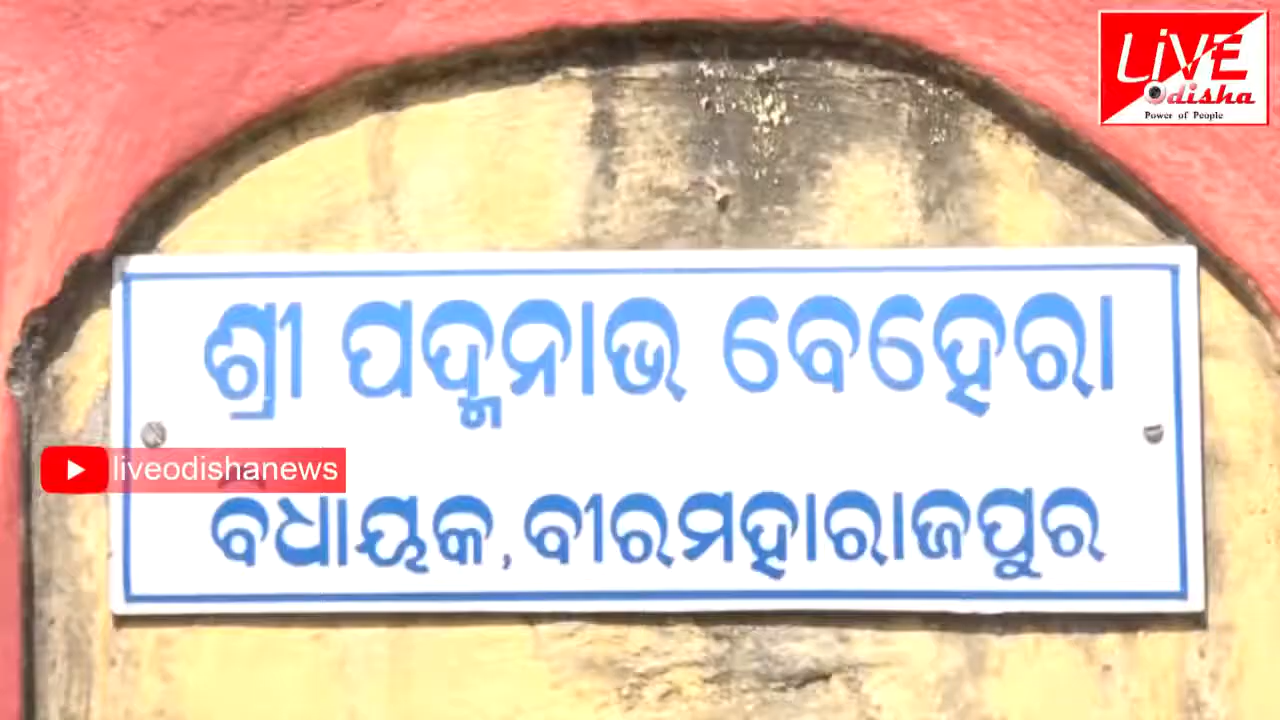 LiVE
Odisha
Power of People
ଶ୍ରୀ ପଦ୍ମନାଭ ବେହେରା
liveodishanews
ବିଧାୟକ, ବୀରମହାରାଜପୁର